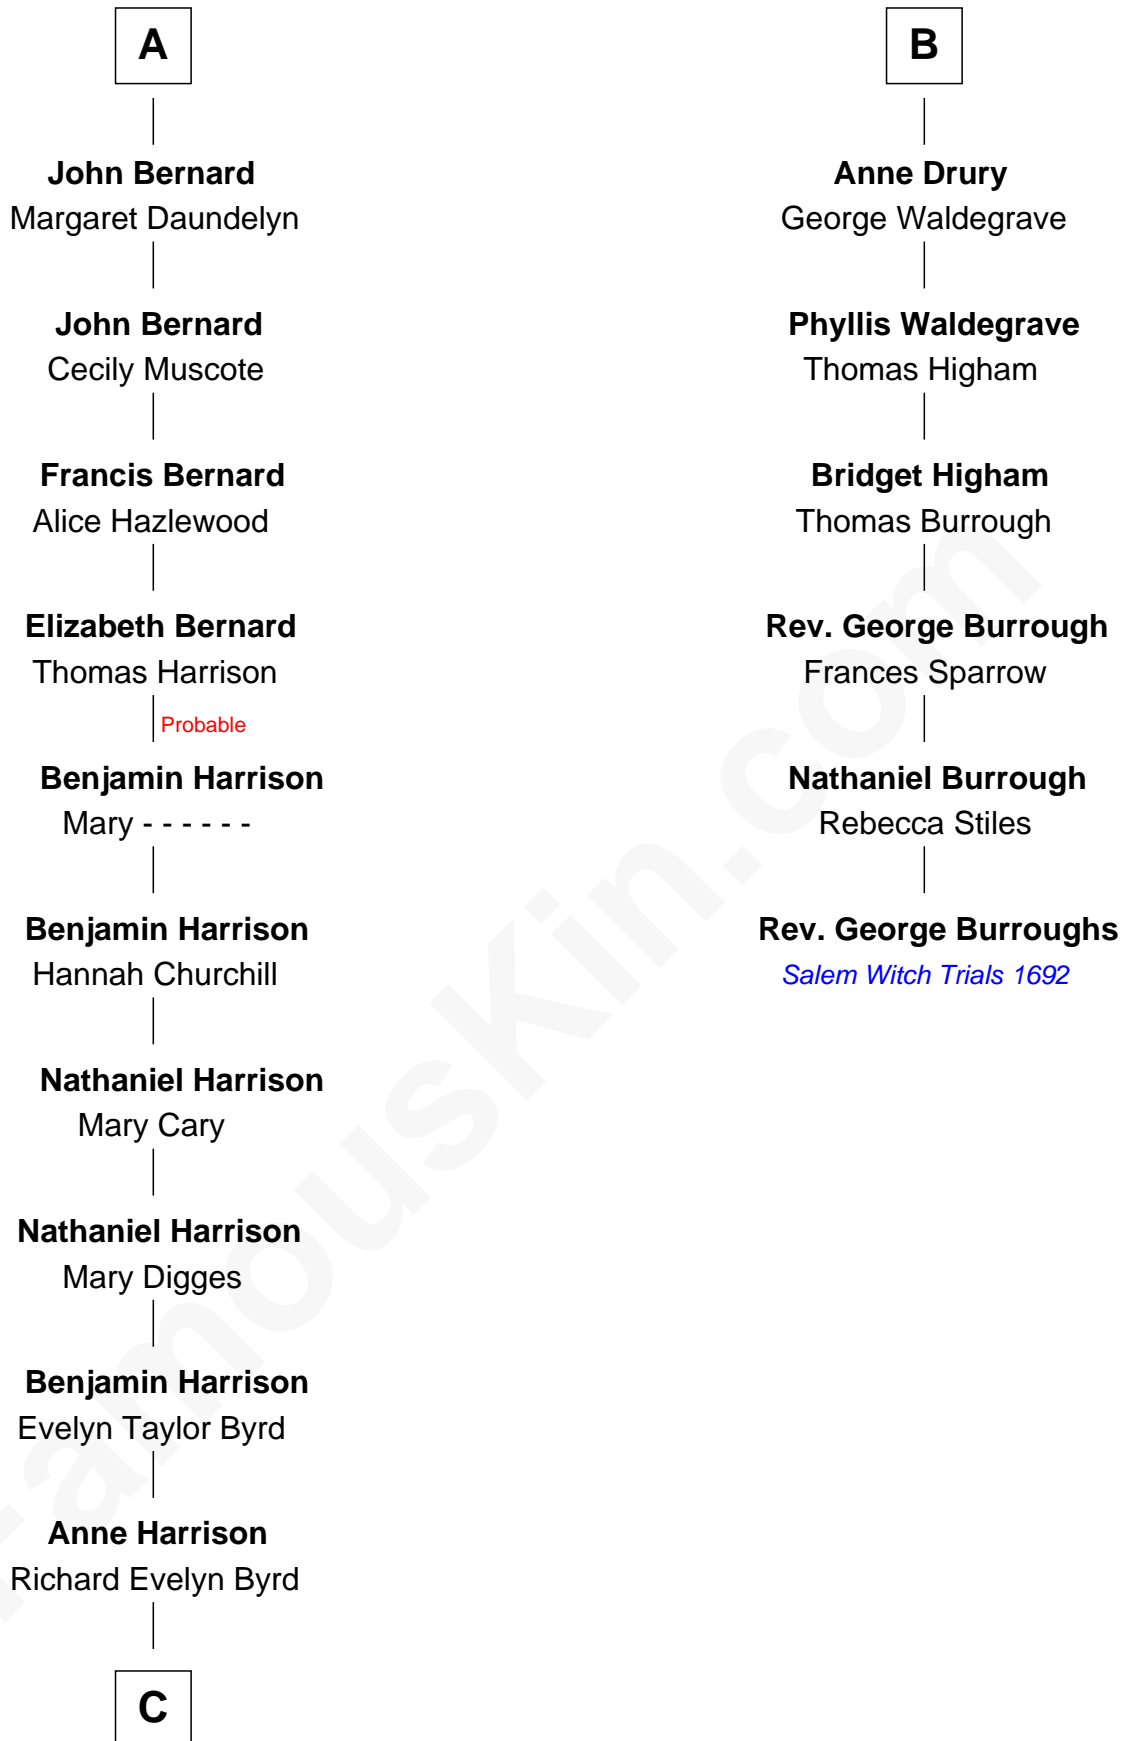 A
John Bernard
Margaret Daundelyn
John Bernard
Cecily Muscote
Francis Bernard
Alice Hazlewood
Elizabeth Bernard
Thomas Harrison
Probable
Benjamin Harrison
Mary - - - - - -
Benjamin Harrison
Hannah Churchill
Nathaniel Harrison
Mary Cary
Nathaniel Harrison
Mary Digges
Benjamin Harrison
Evelyn Taylor Byrd
Anne Harrison
Richard Evelyn Byrd
C
B
Anne Drury
George Waldegrave
Phyllis Waldegrave
Thomas Higham
Bridget Higham
Thomas Burrough
Rev. George Burrough
Frances Sparrow
Nathaniel Burrough
Rebecca Stiles
Rev. George Burroughs
Salem Witch Trials 1692
FamousKin.com